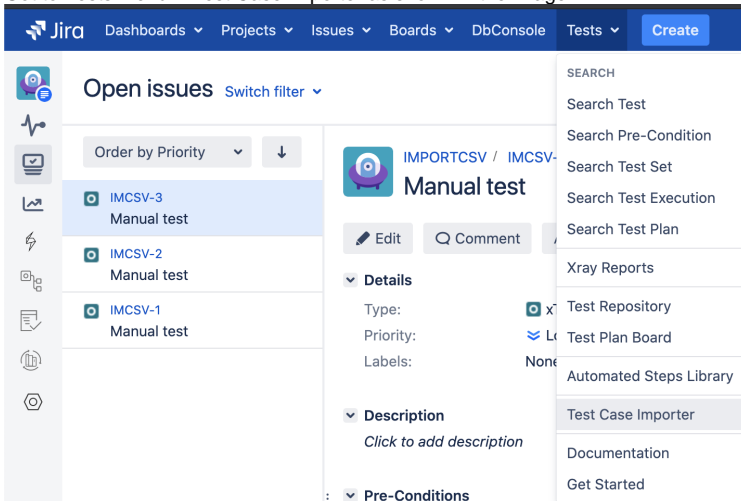 Jira Dashboards Projects Issues Boards DbConsole Tests Create
Open issues Switch filter
Order by Priority
IMCSV-3
Manual test
IMCSV-2
Manual test
IMCSV-1
Manual test
IMPORTCSV / IMCSV-
Manual test
Edit Comment
Details
Type:
Priority:
Labels: None
Description
Click to add description
Pre-Conditions
SEARCH
Search Test
Search Pre-Condition
Search Test Set
Search Test Execution
Search Test Plan
Xray Reports
Test Repository
Test Plan Board
Automated Steps Library
Test Case Importer
Documentation
Get Started